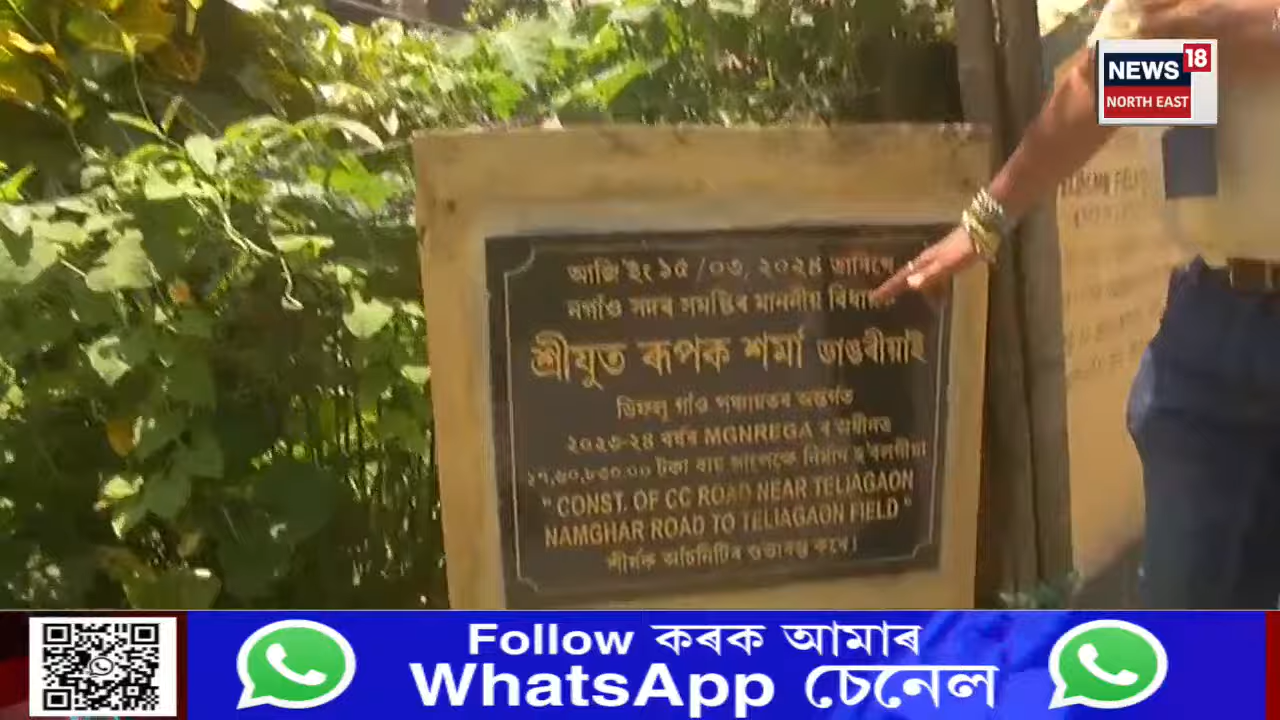 NEWS 18
NORTH EAST
আজি ইং ১৫ /০৩, ২০২৪ তাৰিখে
নগাঁও সদৰ সমষ্টিৰ মাননীয়
শ্ৰীযুত ৰূপক শৰ্মা ডাঙৰীয়াই
ডিফলু গাঁও পঞ্চায়তৰ অন্তৰ্গত
২০২৩-২৪ বৰ্ষৰ MGNREGA ৰ অধীনত
টকা ব্যয় সাপেক্ষে নিৰ্মাণ হ'বলগীয়া
" CONST. OF CC ROAD NEAR TELIAGAON
NAMGHAR ROAD TO TELIAGAON FIELD "
শীৰ্ষক আঁচনিটিৰ শুভাৰম্ভ কৰে।
Follow কৰক আমাৰ
WhatsApp চেনেল